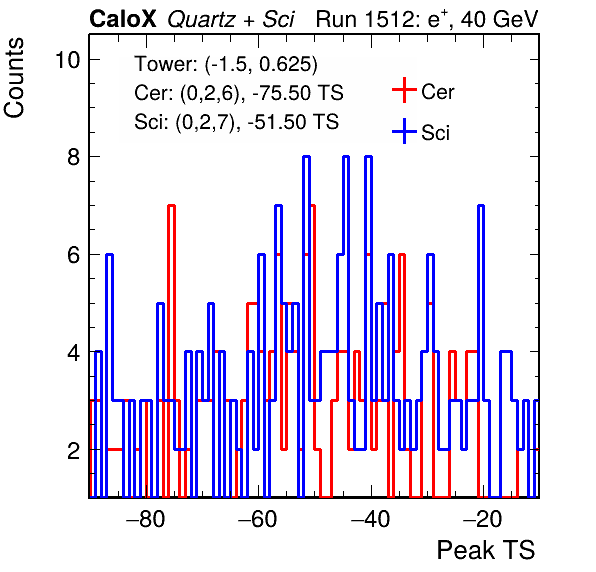 CaloX Quartz + Sci Run 1512: e+, 40 GeV
Counts
Tower: (-1.5, 0.625)
Cer: (0,2,6), -75.50 TS
Sci: (0,2,7), -51.50 TS
Cer
Sci
10
8
6
4
2
−80 −60 −40 −20
Peak TS